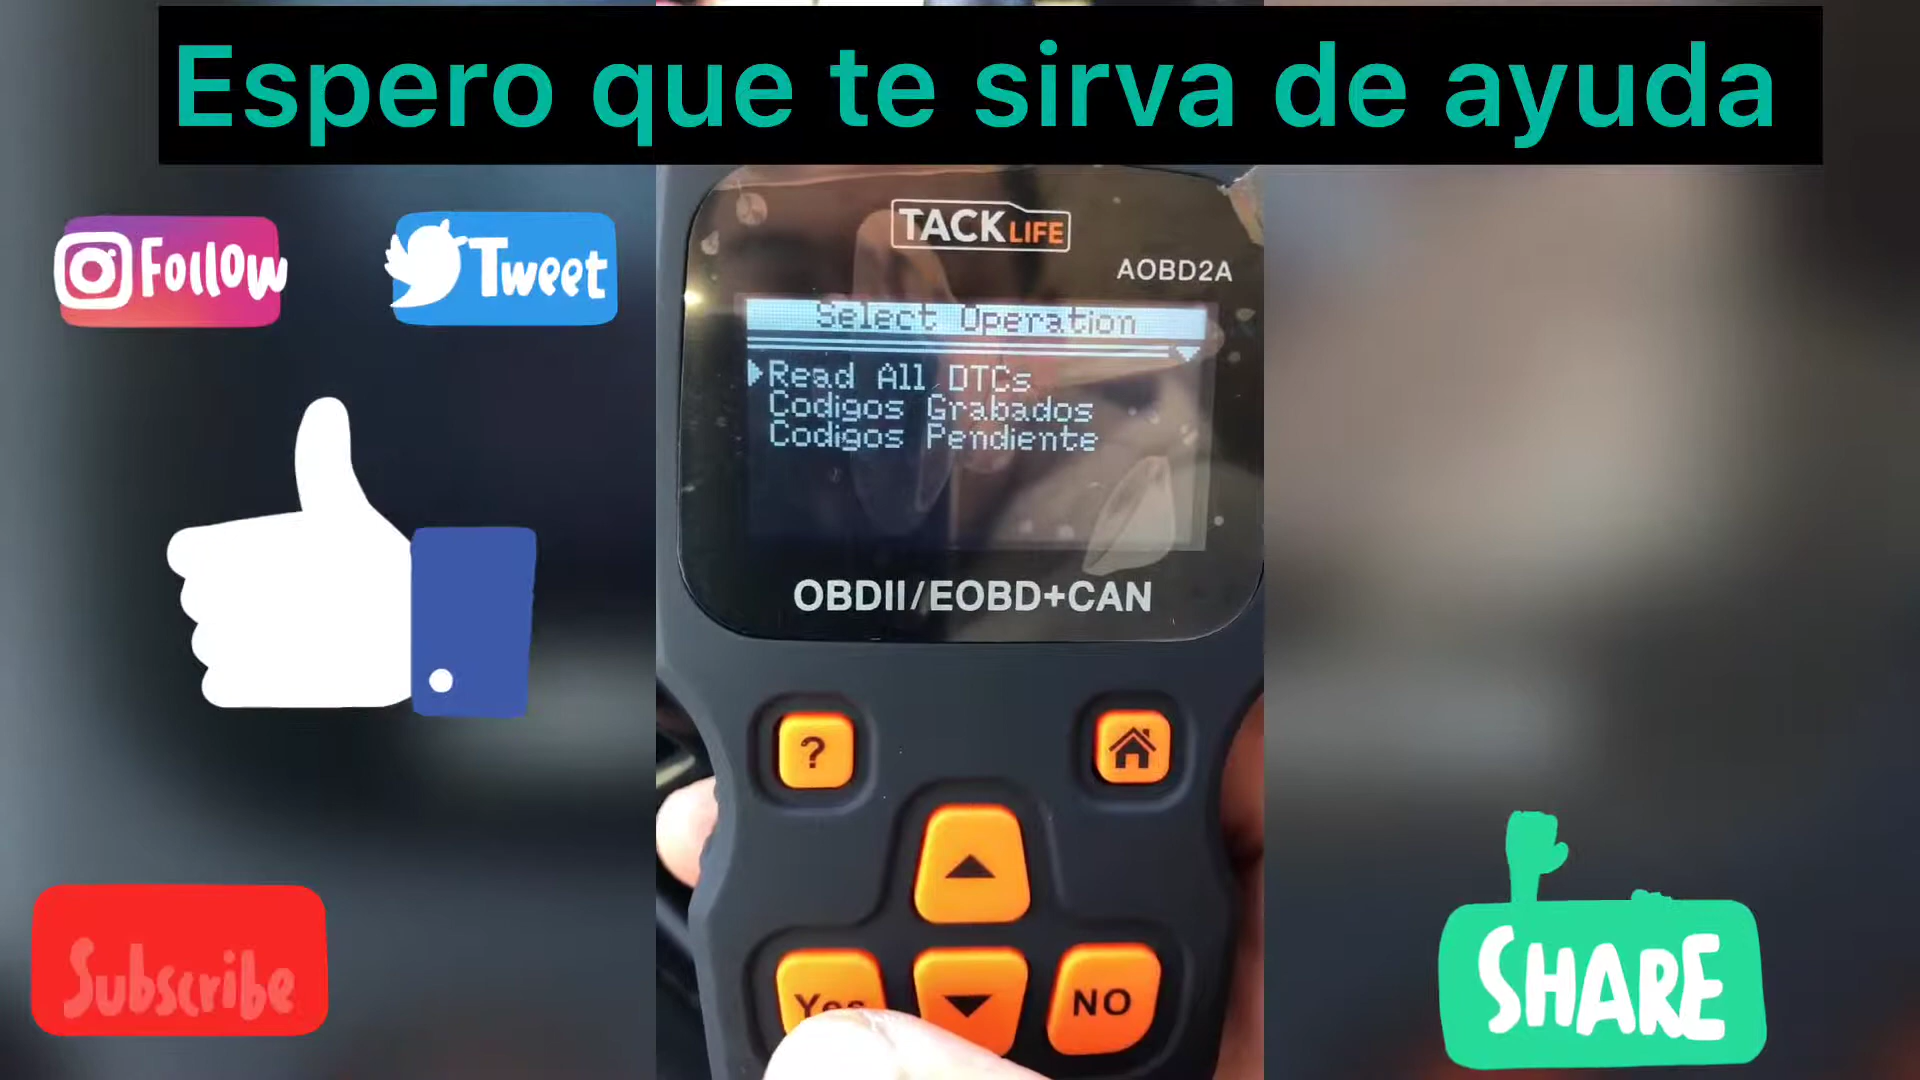 Espero que te sirva de ayuda
Follow
Tweet
TACKLIFE
AOBD2A
Select Operation
Read All DTCs
Codigos Grabados
Codigos Pendiente
OBDII/EOBD+CAN
?
Yes
NO
Subscribe
SHARE